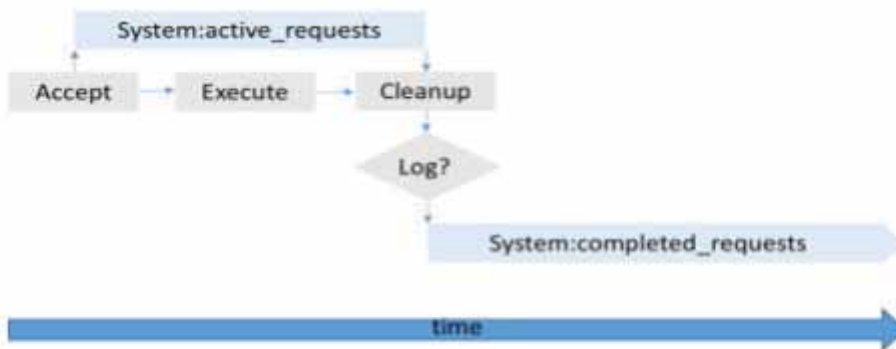 System:active_requests
Accept
Execute
Cleanup
Log?
System:completed_requests
time